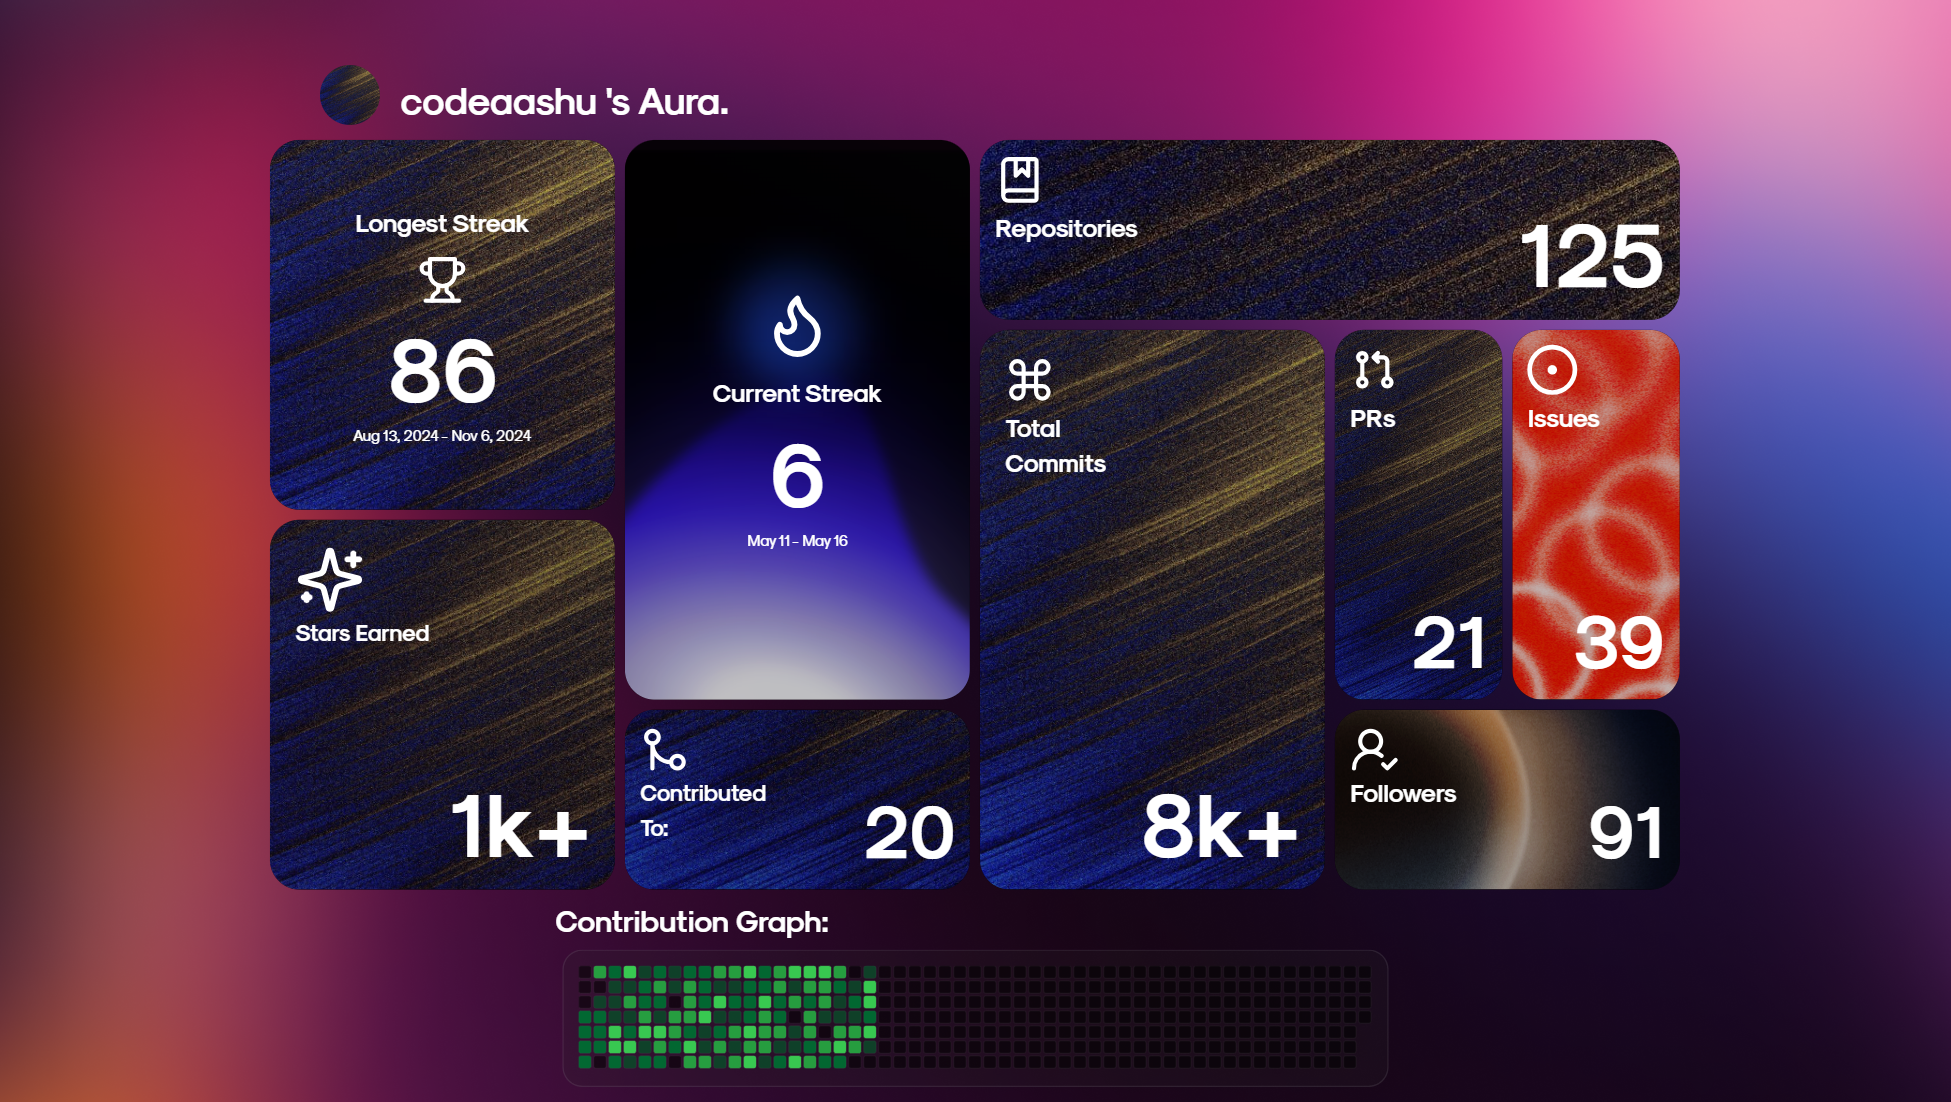 codeaashu 's Aura.
Longest Streak
86
Aug 13, 2024 - Nov 6, 2024
Stars Earned
1k+
Current Streak
6
May 11 - May 16
Contributed
To:
20
Repositories
125
Total
Commits
8k+
PRs
21
Issues
39
Followers
91
Contribution Graph: